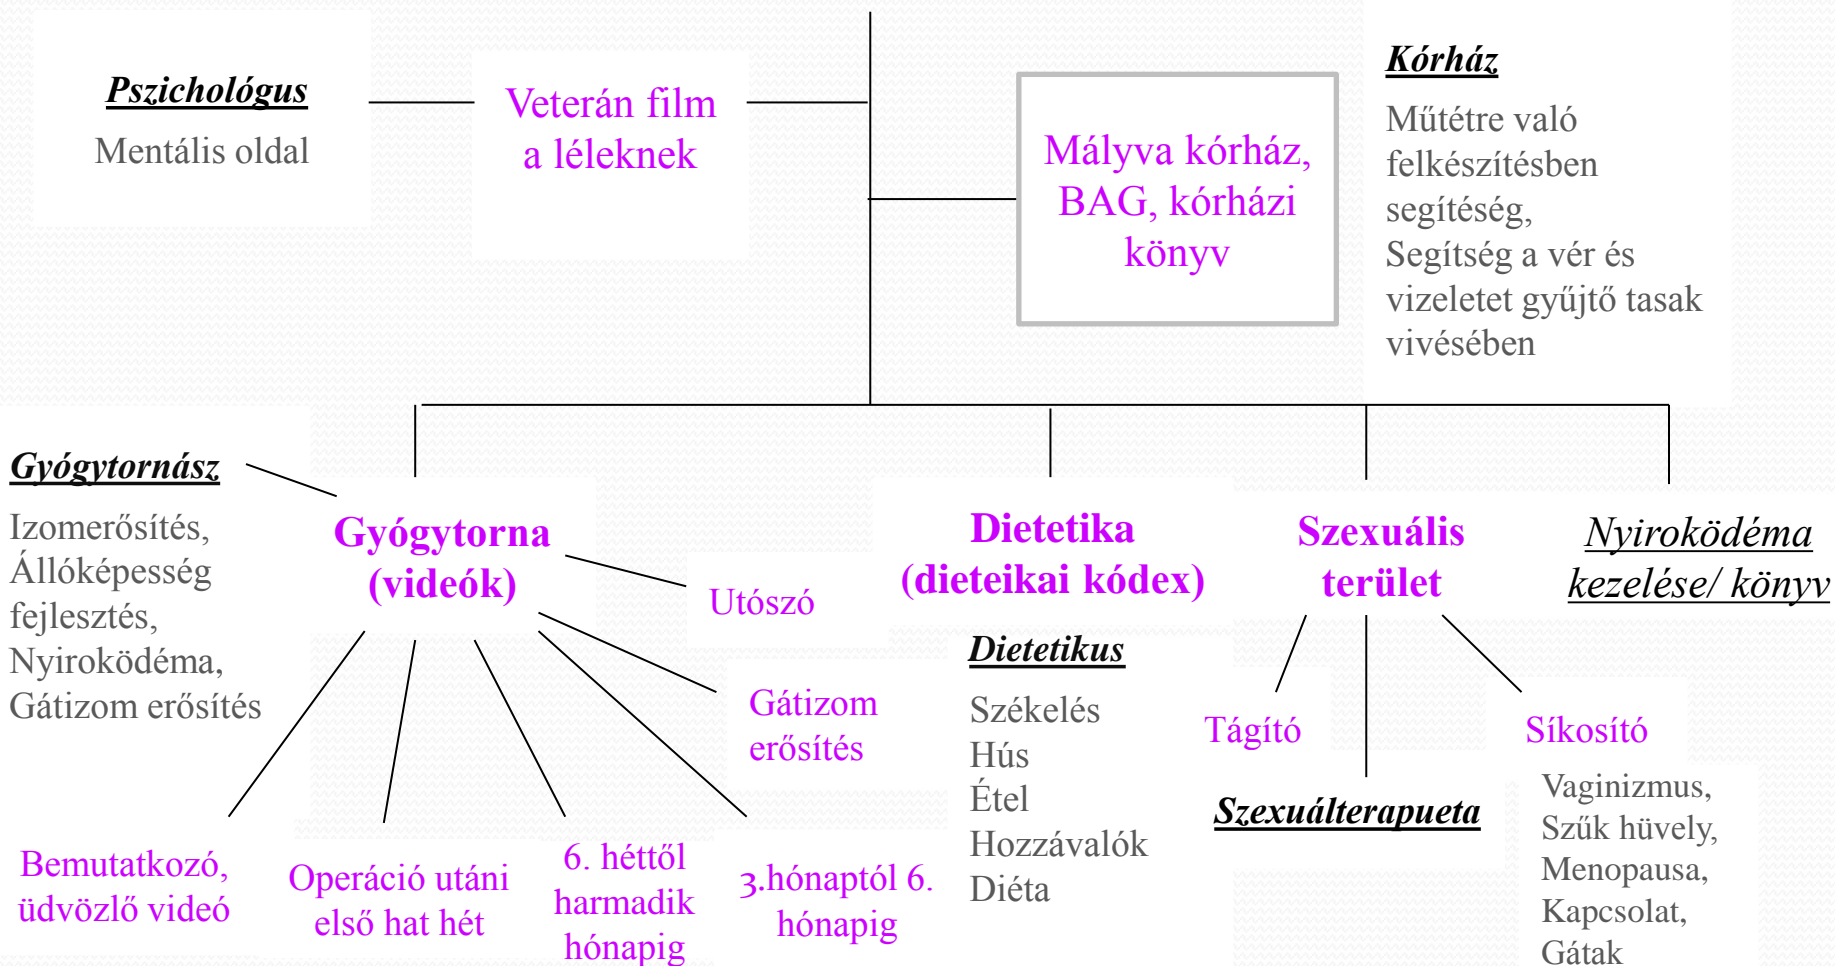 Pszichológus
Mentális oldal
Veterán film
a léleknek
Mályva kórház,
BAG, kórházi
könyv
Kórház
Műtétre való
felkészítésben
segítéség,
Segítség a vér és
vizeletet gyűjtő tasak
vivésében
Gyógytornász
Izomerősítés,
Állóképesség
fejlesztés,
Nyiroködéma,
Gátizom erősítés
Gyógytorna
(videók)
Utószó
Gátizom
erősítés
Bemutatkozó,
üdvözlő videó
Operáció utáni
első hat hét
6. héttől
harmadik
hónapig
3.hónaptól 6.
hónapig
Dietetika
(dieteikai kódex)
Dietetikus
Székelés
Hús
Étel
Hozzávalók
Diéta
Szexuális
terület
Tágító
Szexuálterapueta
Síkosító
Vaginizmus,
Szűk hüvely,
Menopausa,
Kapcsolat,
Gátak
Nyiroködéma
kezelése/ könyv